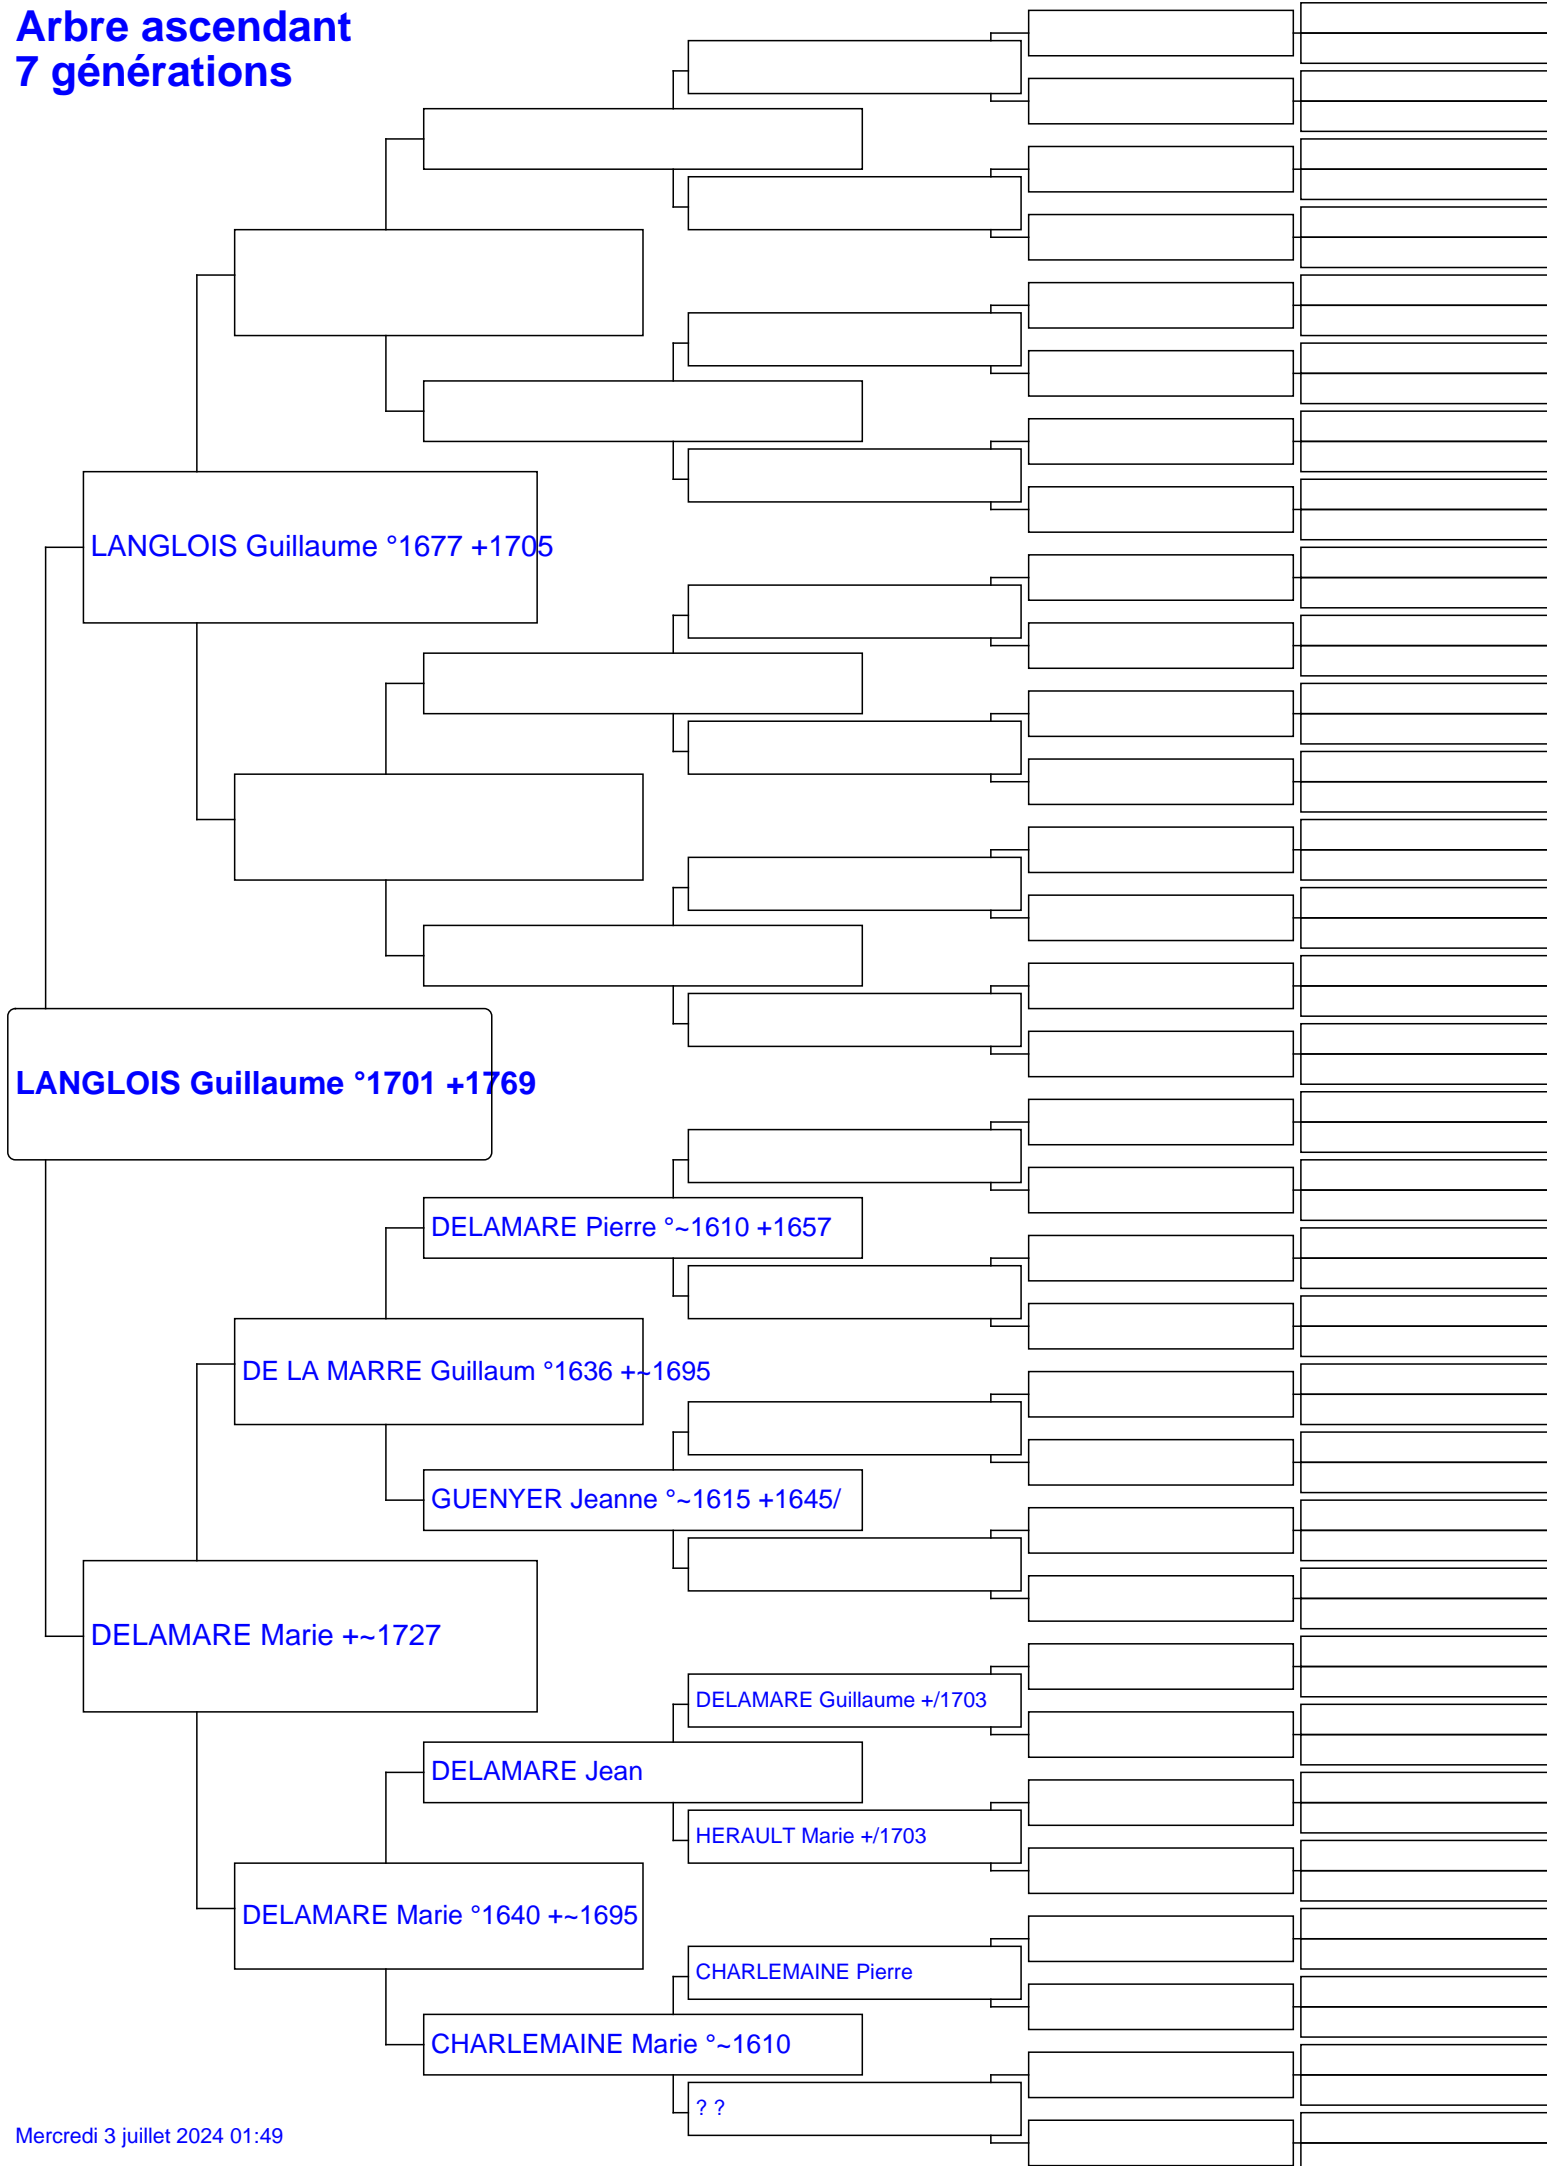 Arbre ascendant
7 générations
LANGLOIS Guillaume °1677 +1705
LANGLOIS Guillaume °1701 +1769
DELAMARE Pierre °~1610 +1657
DE LA MARRE Guillaum °1636 +~1695
GUENYER Jeanne °~1615 +1645/
DELAMARE Marie +~1727
DELAMARE Guillaume +/1703
DELAMARE Jean
HERAULT Marie +/1703
DELAMARE Marie °1640 +~1695
CHARLEMAINE Pierre
CHARLEMAINE Marie °~1610
? ?
Mercredi 3 juillet 2024 01:49